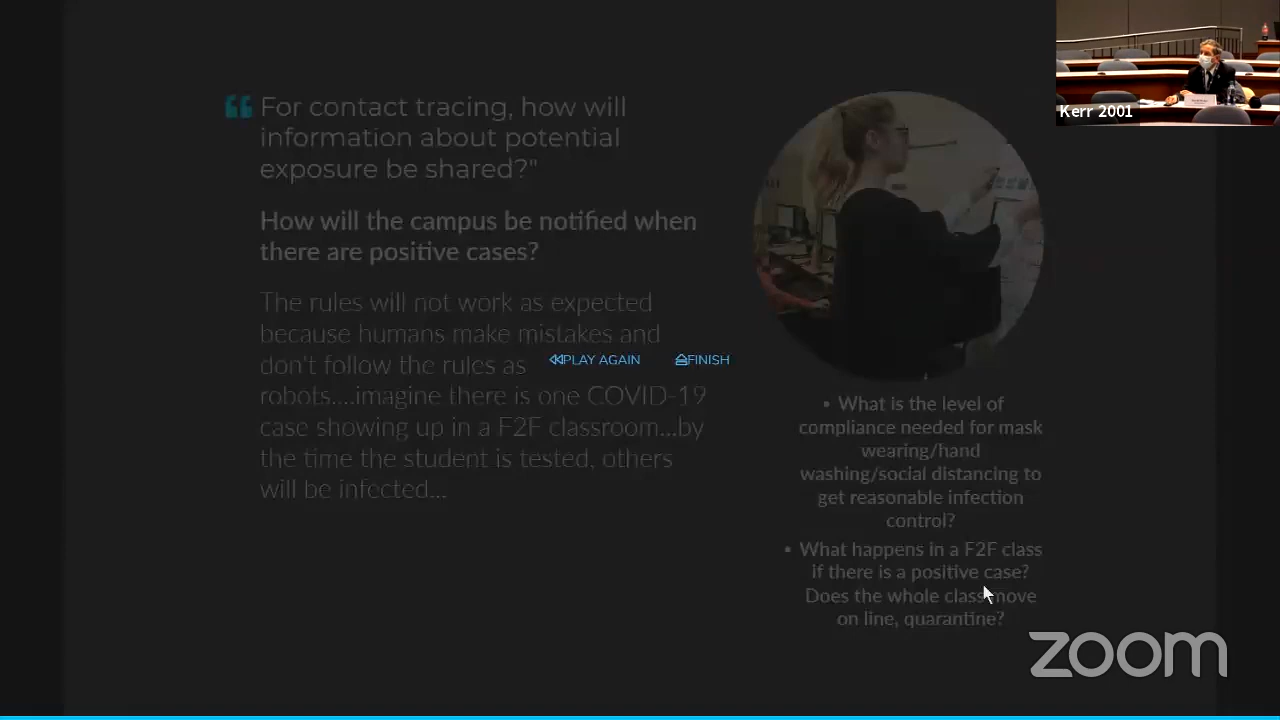 Kerr 2001
“ For contact tracing, how will
information about potential
exposure be shared?"
How will the campus be notified when
there are positive cases?
The rules will not work as expected
because humans make mistakes and
don't follow the rules as
robots....imagine there is one COVID-19
case showing up in a F2F classroom...by
the time the student is tested, others
will be infected...
PLAY AGAIN FINISH
• What is the level of
compliance needed for mask
wearing/hand
washing/social distancing to
get reasonable infection
control?
• What happens in a F2F class
if there is a positive case?
Does the whole class move
on line, quarantine?
zoom